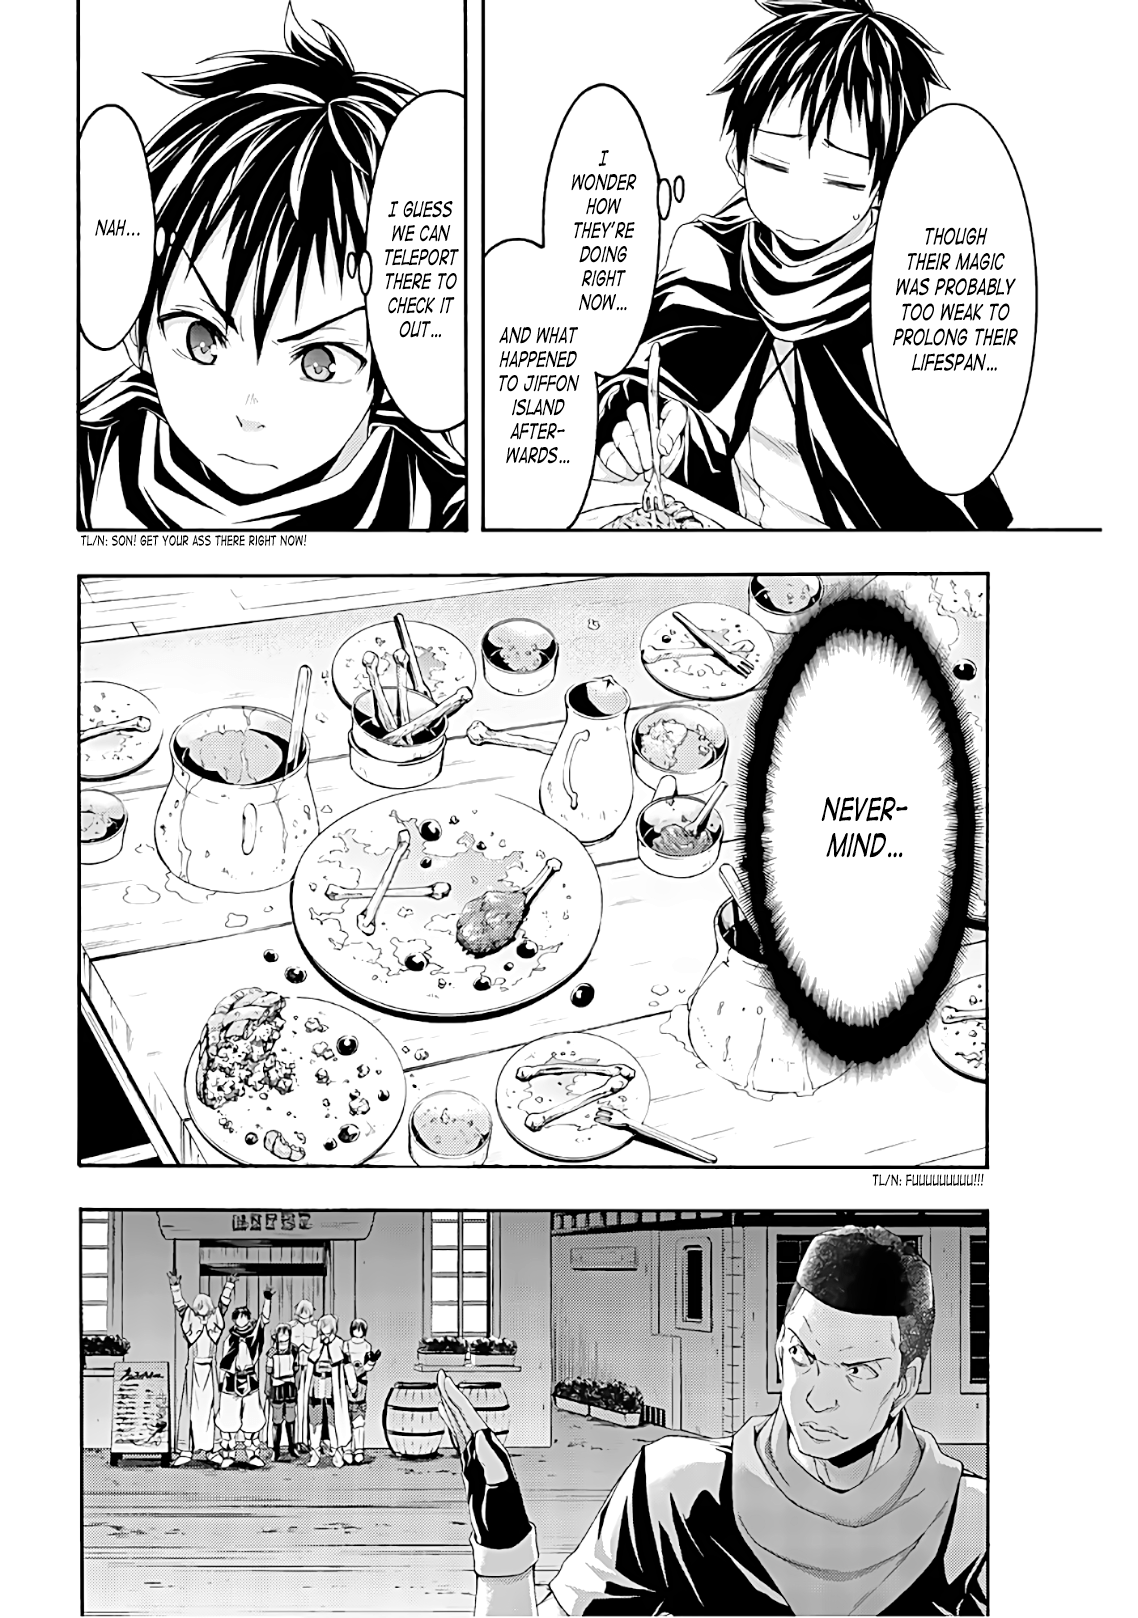 THOUGH
THEIR MAGIC
WAS PROBABLY
TOO WEAK TO
PROLONG THEIR
LIFESPAN...
I
WONDER
HOW
THEY'RE
DOING
RIGHT
NOW...
AND WHAT
HAPPENED
TO JIFFON
ISLAND
AFTER-
WARDS...
I GUESS
WE CAN
TELEPORT
THERE TO
CHECK IT
OUT...
NAH...
TL/N: SON! GET YOUR ASS THERE RIGHT NOW!
NEVER-
MIND...
TL/N: FUUUUUUUUU!!!